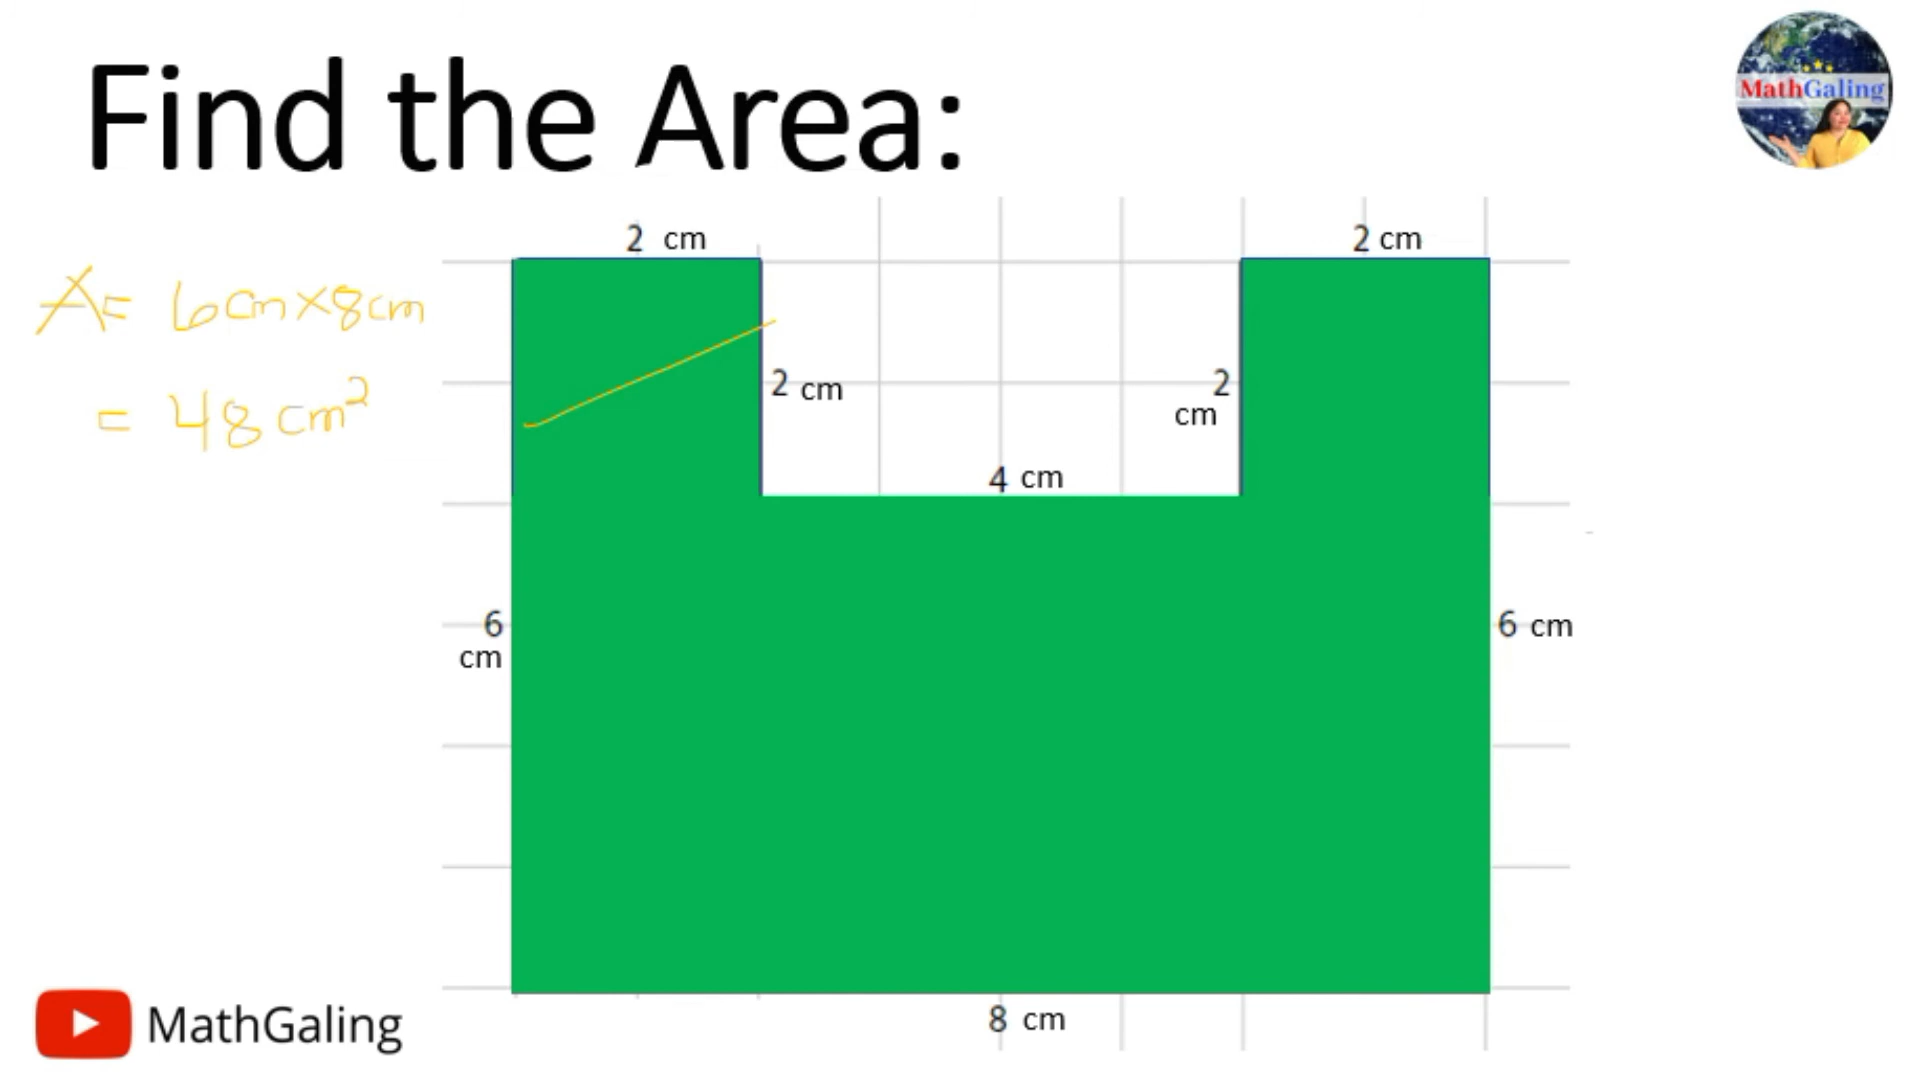 Find the Area:
MathGaling
2 cm
2 cm
A = 6cm x 8cm
= 48 cm²
2 cm
2
cm
4 cm
6
cm
6 cm
8 cm
MathGaling